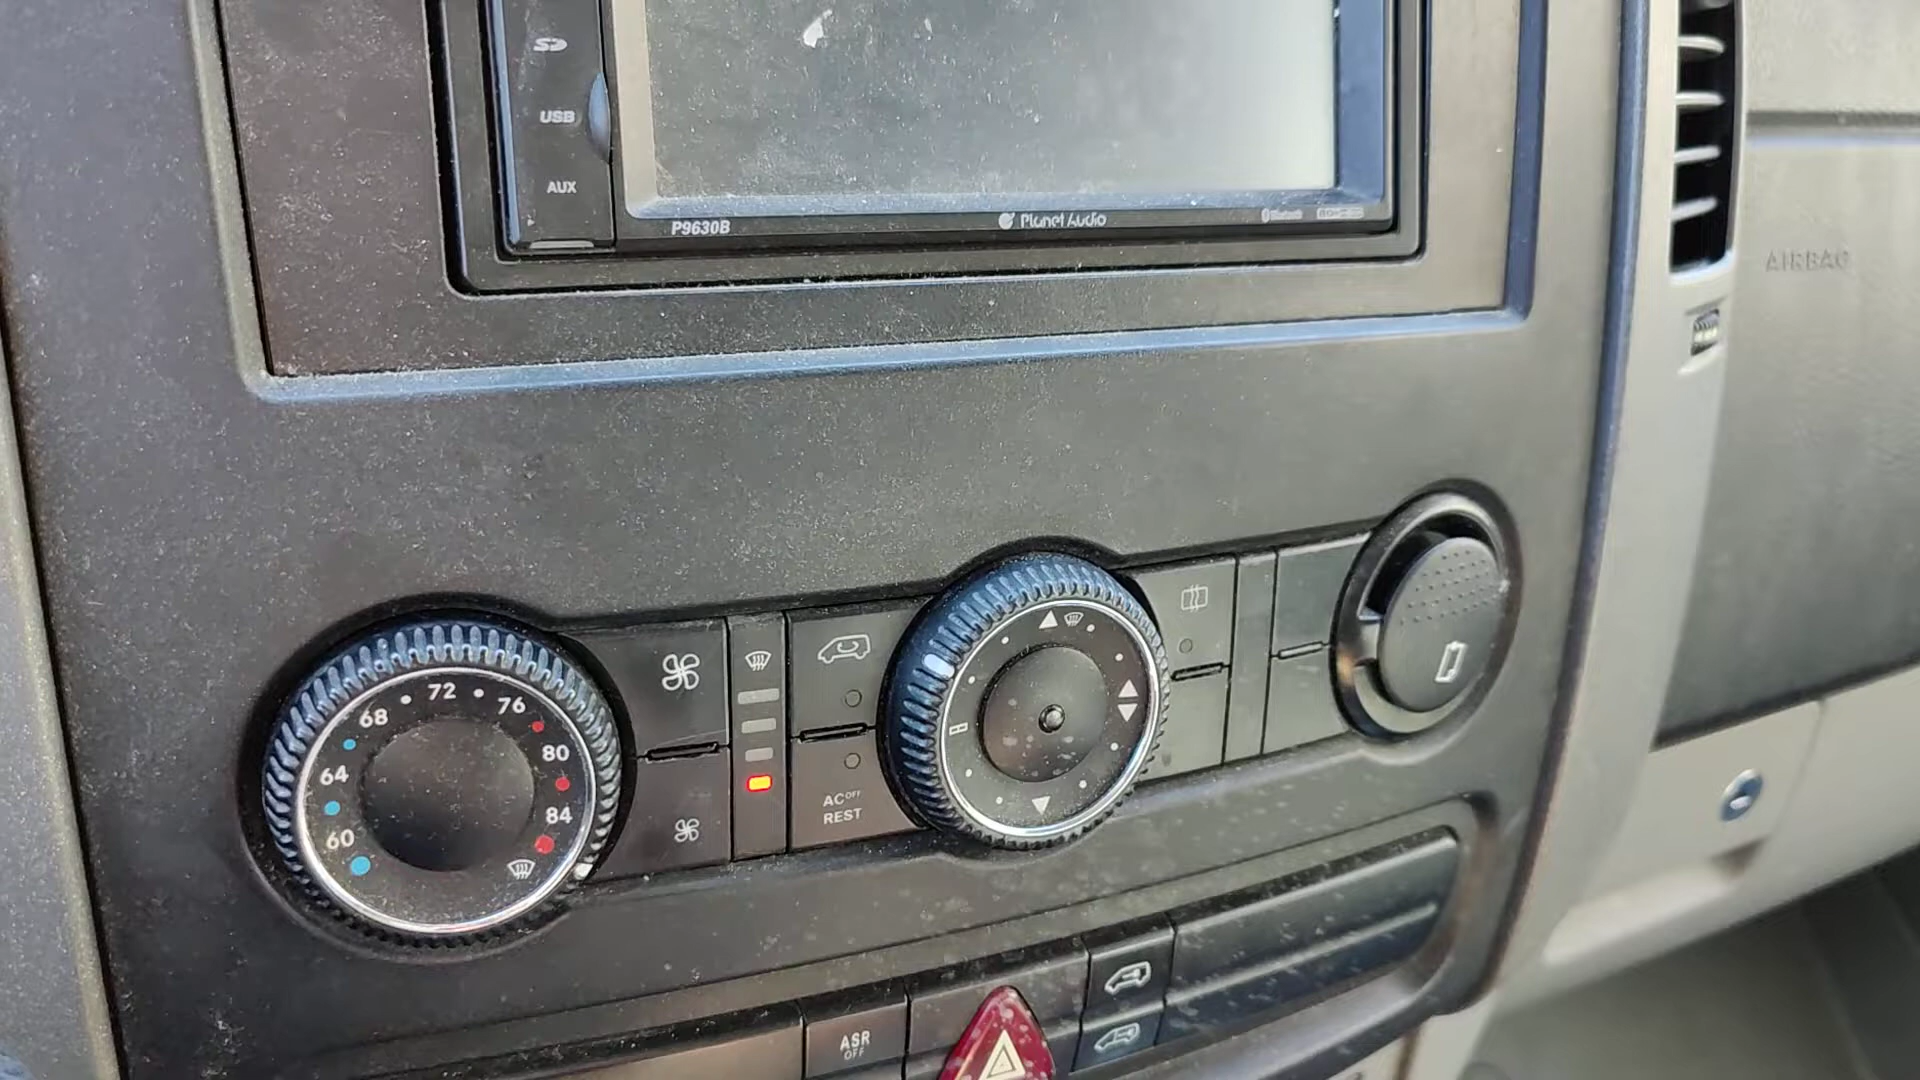 SD
USB
AUX
P9630B
Planet Audio
Bluetooth
AIRBAG
72
76
68
80
64
84
60
AC OFF
REST
ASR
OFF